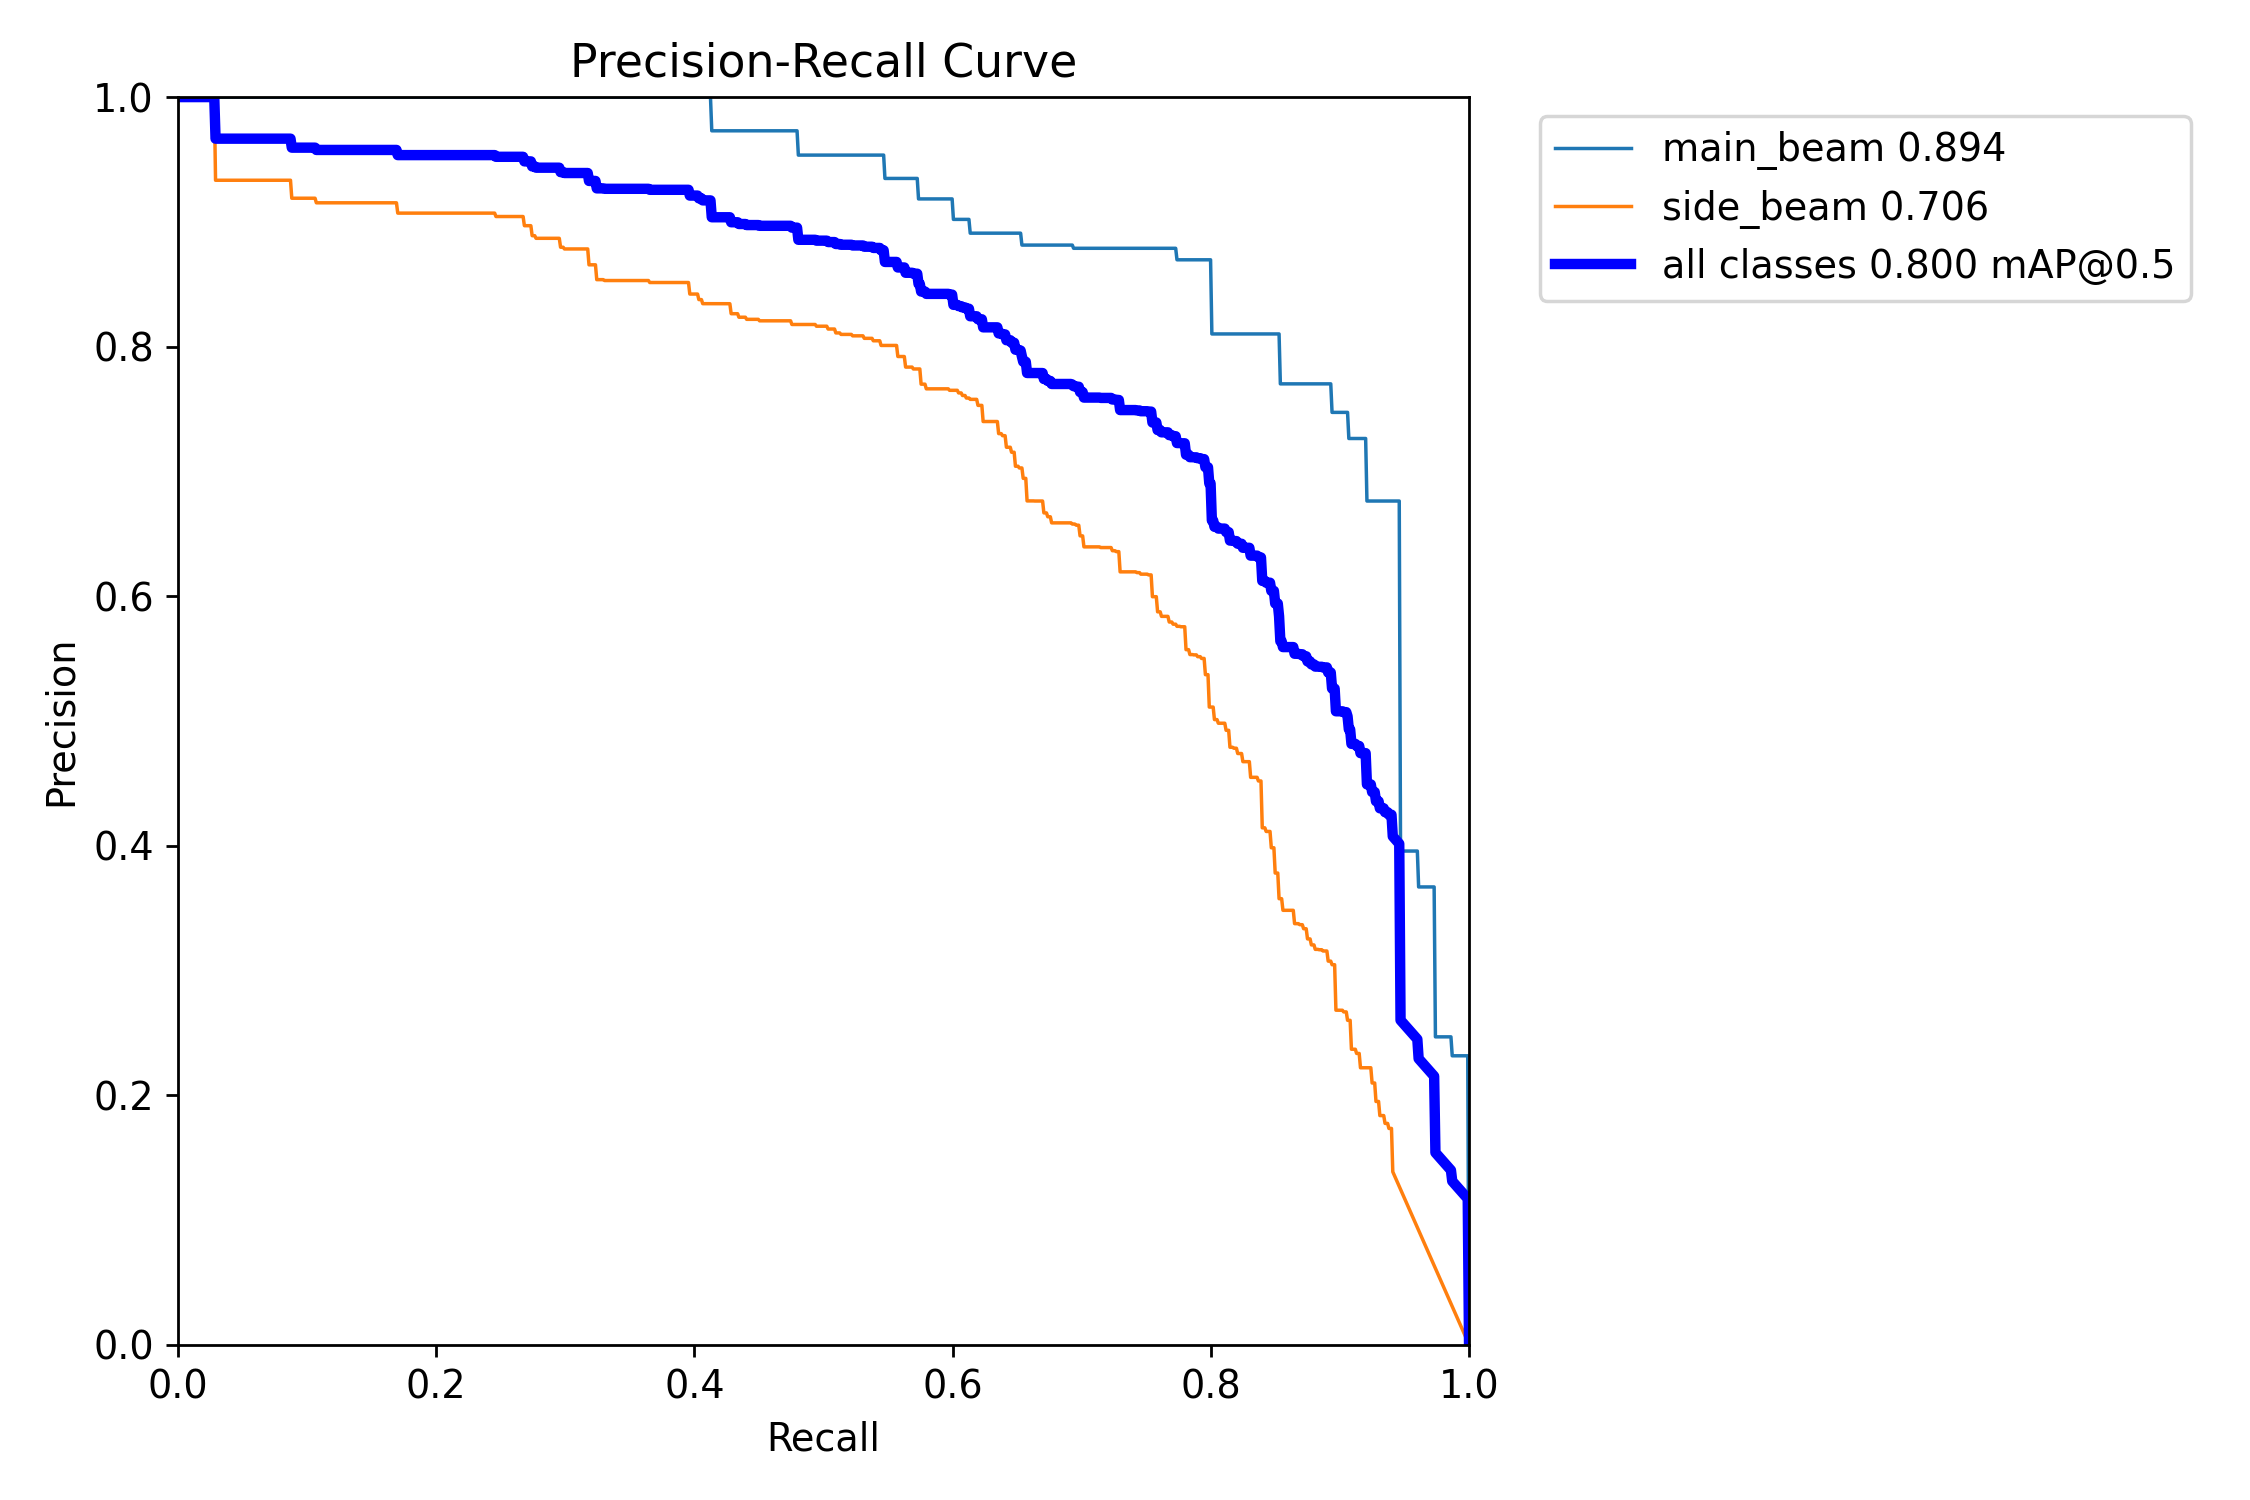 Precision-Recall Curve
main_beam 0.894
side_beam 0.706
all classes 0.800 mAP@0.5
1.0
0.8
0.6
0.4
0.2
0.0
Precision
0.0 0.2 0.4 0.6 0.8 1.0
Recall